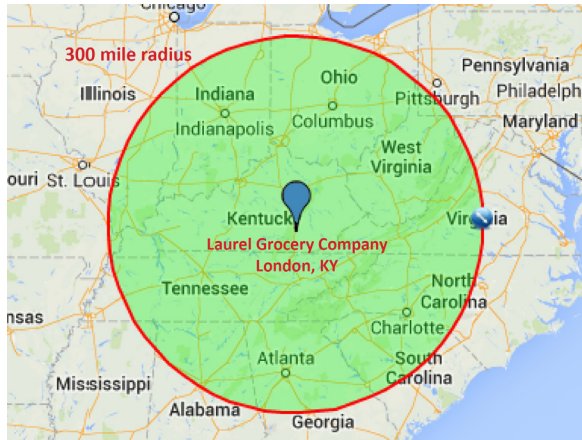 Chicago
300 mile radius
Pennsylvania
Ohio
Illinois
Indiana
Pittsburgh
Philadelph
Indianapolis
Columbus
Maryland
West
Virginia
ouri
St. Louis
Kentuck
Virginia
Laurel Grocery Company
London, KY
Tennessee
North
Carolina
nsas
Charlotte
Atlanta
South
Carolina
Mississippi
Alabama
Georgia